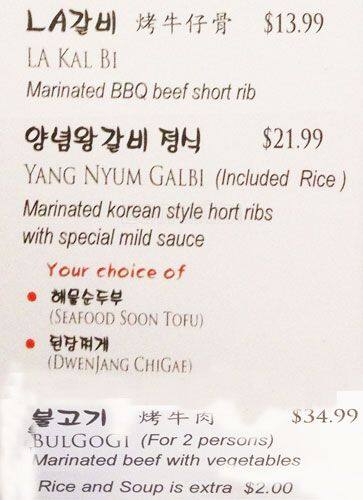 LA갈비 烤牛仔骨 $13.99
LA KAL BI
Marinated BBQ beef short rib
양념왕갈비 정식 $21.99
YANG NYUM GALBI (Included Rice)
Marinated korean style hort ribs
with special mild sauce
Your choice of
• 해물순두부
(SEAFOOD SOON TOFU)
• 된장찌게
(DWENJANG CHIGAE)
불고기 烤牛肉 $34.99
BULGOGI (For 2 persons)
Marinated beef with vegetables
Rice and Soup is extra $2.00